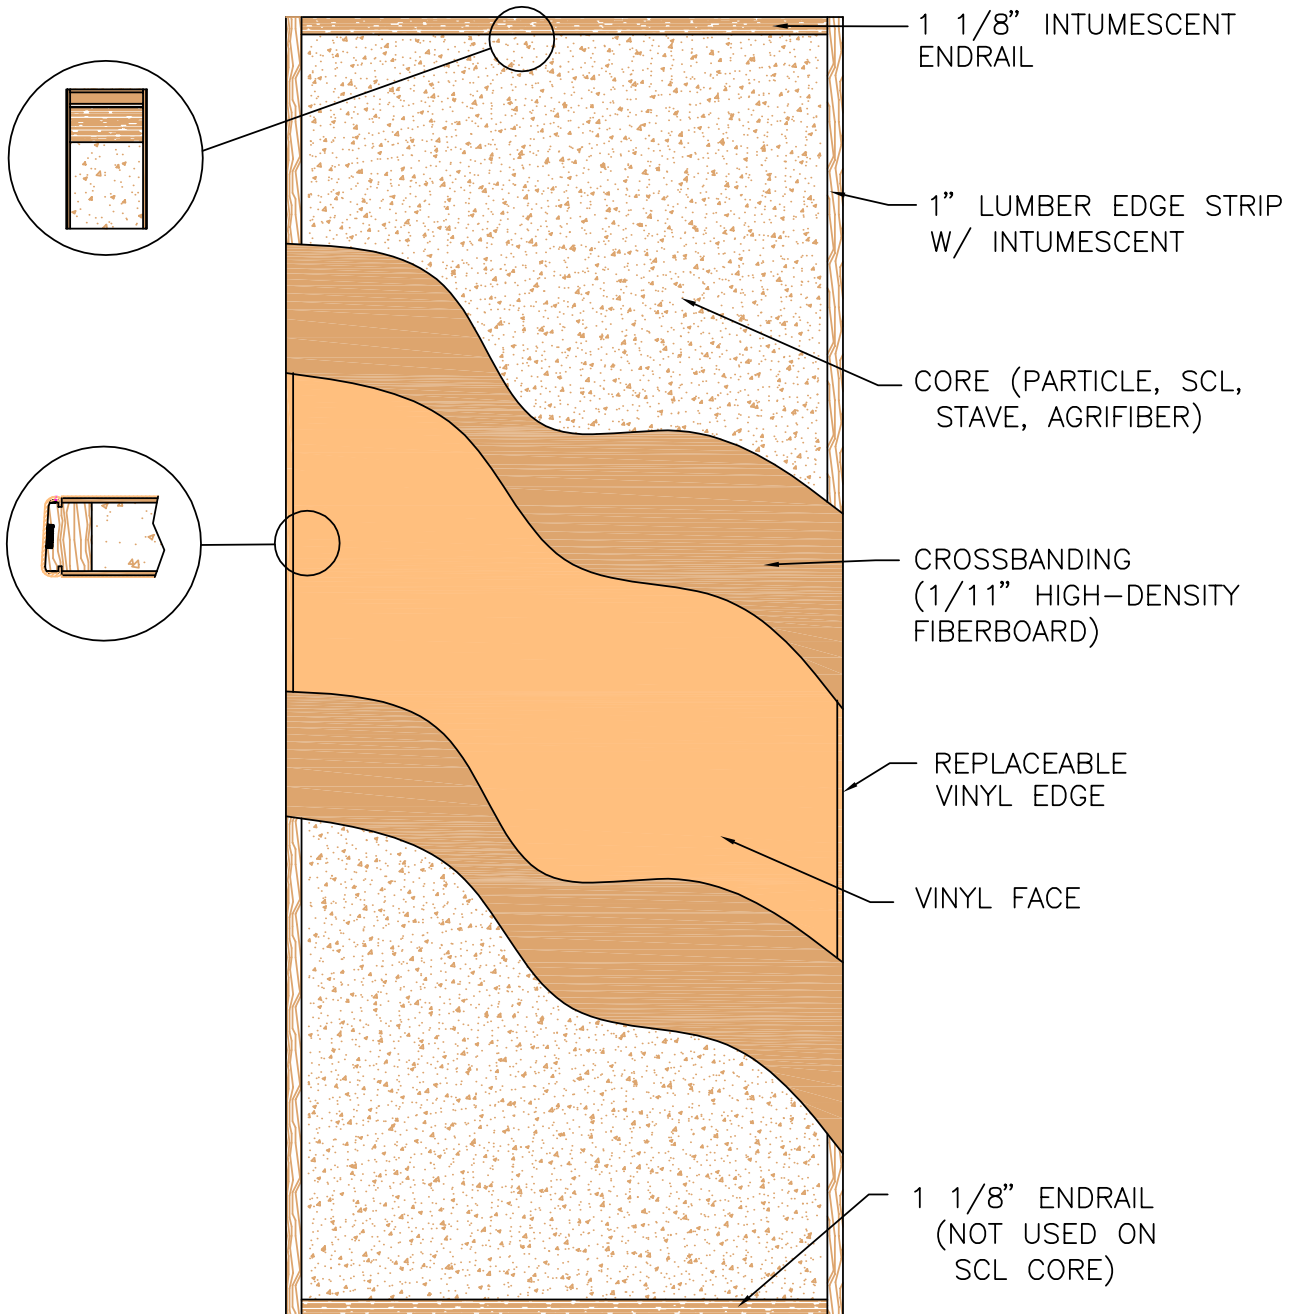 1 1/8” INTUMESCENT
ENDRAIL
1” LUMBER EDGE STRIP
W/ INTUMESCENT
CORE (PARTICLE, SCL,
STAVE, AGRIFIBER)
CROSSBANDING
(1/11” HIGH-DENSITY
FIBERBOARD)
REPLACEABLE
VINYL EDGE
VINYL FACE
1 1/8” ENDRAIL
(NOT USED ON
SCL CORE)